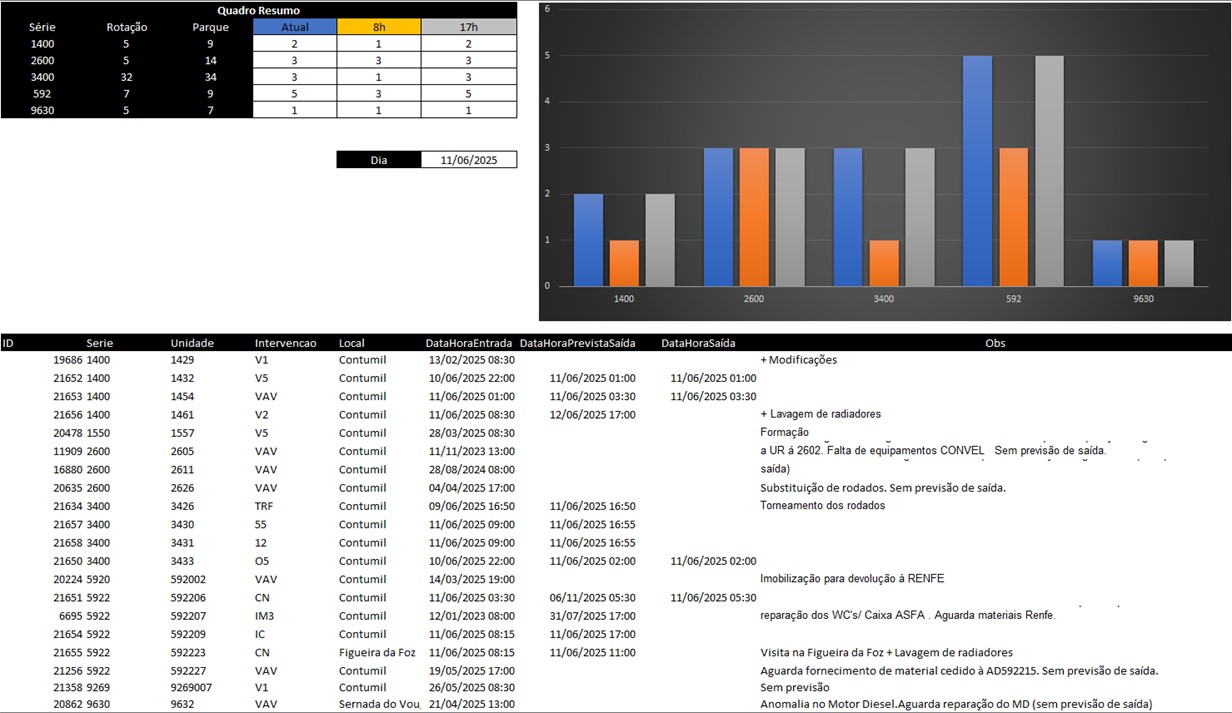 Quadro Resumo
Série Rotação Parque Atual 8h 17h
1400 5 9 2 1 2
2600 5 14 3 3 3
3400 32 34 3 1 3
592 7 9 5 3 5
9630 5 7 1 1 1
Dia 11/06/2025
6
5
4
3
2
1
0
1400 2600 3400 592 9630
ID Serie Unidade Intervencao Local DataHoraEntrada DataHoraPrevistaSaída DataHoraSaída Obs
19686 1400 1429 V1 Contumil 13/02/2025 08:30 + Modificações
21652 1400 1432 V5 Contumil 10/06/2025 22:00 11/06/2025 01:00 11/06/2025 01:00
21653 1400 1454 VAV Contumil 11/06/2025 01:00 11/06/2025 03:30 11/06/2025 03:30
21656 1400 1461 V2 Contumil 11/06/2025 08:30 12/06/2025 17:00 + Lavagem de radiadores
20478 1550 1557 V5 Contumil 28/03/2025 08:30 Formação
11909 2600 2605 VAV Contumil 11/11/2023 13:00 a UR á 2602. Falta de equipamentos CONVEL Sem previsão de saída.
16880 2600 2611 VAV Contumil 28/08/2024 08:00 saída)
20635 2600 2626 VAV Contumil 04/04/2025 17:00 Substituição de rodados. Sem previsão de saída.
21634 3400 3426 TRF Contumil 09/06/2025 16:50 11/06/2025 16:50 Torneamento dos rodados
21657 3400 3430 55 Contumil 11/06/2025 09:00 11/06/2025 16:55
21658 3400 3431 12 Contumil 11/06/2025 09:00 11/06/2025 16:55
21650 3400 3433 O5 Contumil 10/06/2025 22:00 11/06/2025 02:00 11/06/2025 02:00
20224 5920 592002 VAV Contumil 14/03/2025 19:00 Imobilização para devolução à RENFE
21651 5922 592206 CN Contumil 11/06/2025 03:30 06/11/2025 05:30 11/06/2025 05:30
6695 5922 592207 IM3 Contumil 12/01/2023 08:00 31/07/2025 17:00 reparação dos WC's/ Caixa ASFA . Aguarda materiais Renfe.
21654 5922 592209 IC Contumil 11/06/2025 08:15 11/06/2025 17:00
21655 5922 592223 CN Figueira da Foz 11/06/2025 08:15 11/06/2025 11:00 Visita na Figueira da Foz + Lavagem de radiadores
21256 5922 592227 VAV Contumil 19/05/2025 17:00 Aguarda fornecimento de material cedido à AD592215. Sem previsão de saída.
21358 9269 9269007 V1 Contumil 26/05/2025 08:30 Sem previsão
20862 9630 9632 VAV Sernada do Vou 21/04/2025 13:00 Anomalia no Motor Diesel.Aguarda reparação do MD (sem previsão de saída)